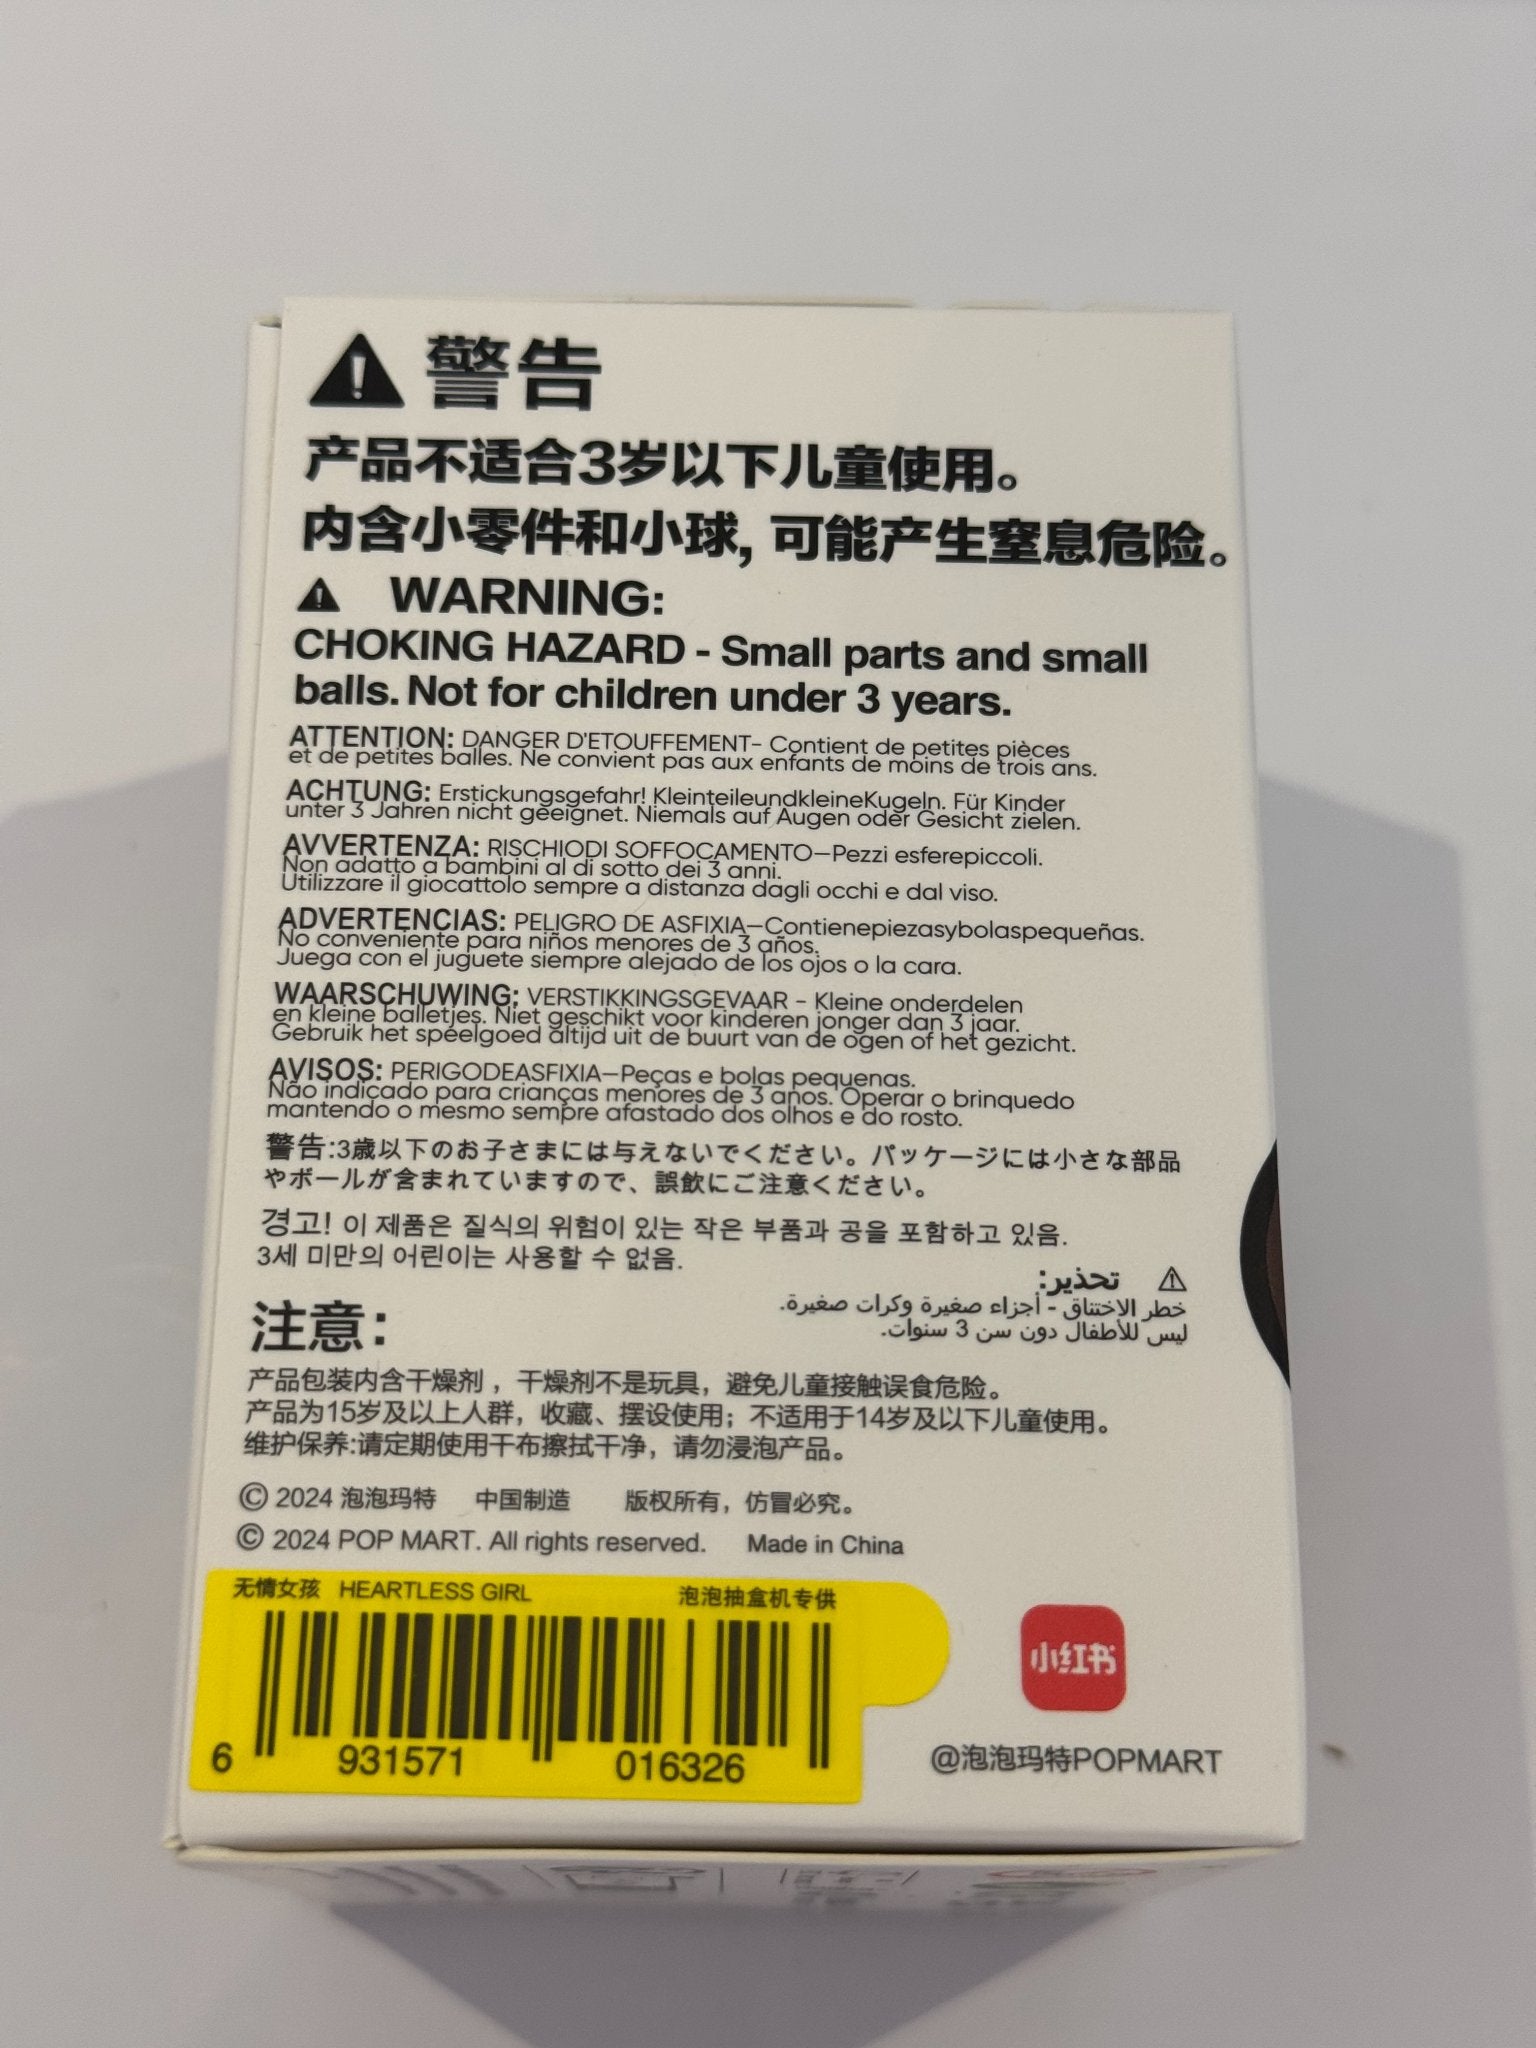 警告
产品不适合3岁以下儿童使用。
内含小零件和小球, 可能产生窒息危险。
WARNING:
CHOKING HAZARD - Small parts and small
balls. Not for children under 3 years.
ATTENTION: DANGER D'ETOUFFEMENT- Contient de petites pièces
et de petites balles. Ne convient pas aux enfants de moins de trois ans.
ACHTUNG: Erstickungsgefahr! KleinteileundkleineKugeln. Für Kinder
unter 3 Jahren nicht geeignet. Niemals auf Augen oder Gesicht zielen.
AVVERTENZA: RISCHIODI SOFFOCAMENTO—Pezzi esferepiccoli.
Non adatto a bambini al di sotto dei 3 anni.
Utilizzare il giocattolo sempre a distanza dagli occhi e dal viso.
ADVERTENCIAS: PELIGRO DE ASFIXIA—Contienepiezasybolaspequeñas.
No conveniente para niños menores de 3 años.
Juega con el juguete siempre alejado de los ojos o la cara.
WAARSCHUWING: VERSTIKKINGSGEVAAR - Kleine onderdelen
en kleine balletjes. Niet geschikt voor kinderen jonger dan 3 jaar.
Gebruik het speelgoed altijd uit de buurt van de ogen of het gezicht.
AVISOS: PERIGODEASFIXIA—Peças e bolas pequenas.
Não indicado para crianças menores de 3 anos. Operar o brinquedo
mantendo o mesmo sempre afastado dos olhos e do rosto.
警告:3歳以下のお子さまには与えないでください。パッケージには小さな部品
やボールが含まれていますので、誤飲にご注意ください。
경고! 이 제품은 질식의 위험이 있는 작은 부품과 공을 포함하고 있음.
3세 미만의 어린이는 사용할 수 없음.
تحذير:
خطر الاختناق - أجزاء صغيرة وكرات صغيرة.
ليس للأطفال دون سن 3 سنوات.
注意:
产品包装内含干燥剂，干燥剂不是玩具，避免儿童接触误食危险。
产品为15岁及以上人群，收藏、摆设使用；不适用于14岁及以下儿童使用。
维护保养:请定期使用干布擦拭干净，请勿浸泡产品。
© 2024 泡泡玛特 中国制造 版权所有，仿冒必究。
© 2024 POP MART. All rights reserved. Made in China
无情女孩 HEARTLESS GIRL 泡泡抽盒机专供
6 931571 016326
小红书
@泡泡玛特POPMART